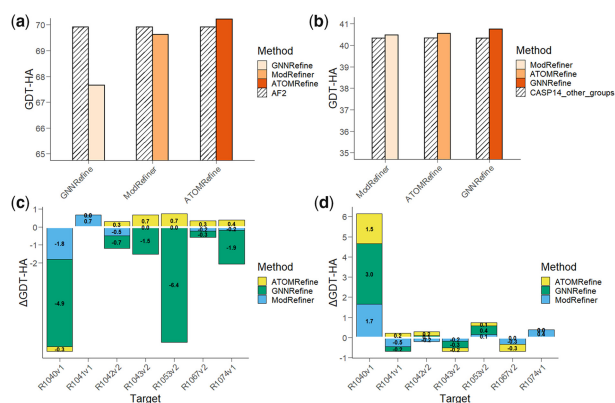 (a)
GDT-HA
70
69
68
67
66
65
GNNRefine
ModRefiner
ATOMRefine
Method
GNNRefine
ModRefiner
ATOMRefine
AF2
(b)
GDT-HA
41
40
39
38
37
36
35
ModRefiner
ATOMRefine
GNNRefine
Method
ModRefiner
ATOMRefine
GNNRefine
CASP14_other_groups
(c)
ΔGDT-HA
1
0
-1
-2
-1.8
-4.9
-0.3
0.0
0.7
0.3
-0.5
-0.7
0.7
0.0
-1.5
0.7
0.0
-6.4
0.3
-0.2
-0.3
0.4
-0.2
-1.9
R1040v1
R1041v1
R1042v2
R1043v2
R1053v2
R1067v2
R1074v1
Target
Method
ATOMRefine
GNNRefine
ModRefiner
(d)
ΔGDT-HA
6
5
4
3
2
1
0
-1
1.5
3.0
1.7
0.2
-0.2
-0.2
-0.3
-0.2
0.1
0.4
0.1
-0.3
-0.3
0.0
0.4
R1040v1
R1041v1
R1042v2
R1043v2
R1053v2
R1067v2
R1074v1
Target
Method
ATOMRefine
GNNRefine
ModRefiner